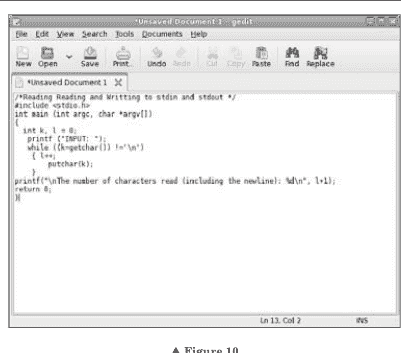 *Unsaved Document 1 - gedit
File Edit View Search Tools Documents Help
New Open Save Print... Undo Redo Cut Copy Paste Find Replace
*Unsaved Document 1
/*Reading Reading and Writting to stdin and stdout */
#include <stdio.h>
int main (int argc, char *argv[])
{
int k, l = 0;
printf ("INPUT: ");
while ((k=getchar()) !='\n')
{ l++;
putchar(k);
}
printf("\nThe number of characters read (including the newline): %d\n", l+1);
return 0;
}
Ln 13, Col 2 INS
▲ Figure 10